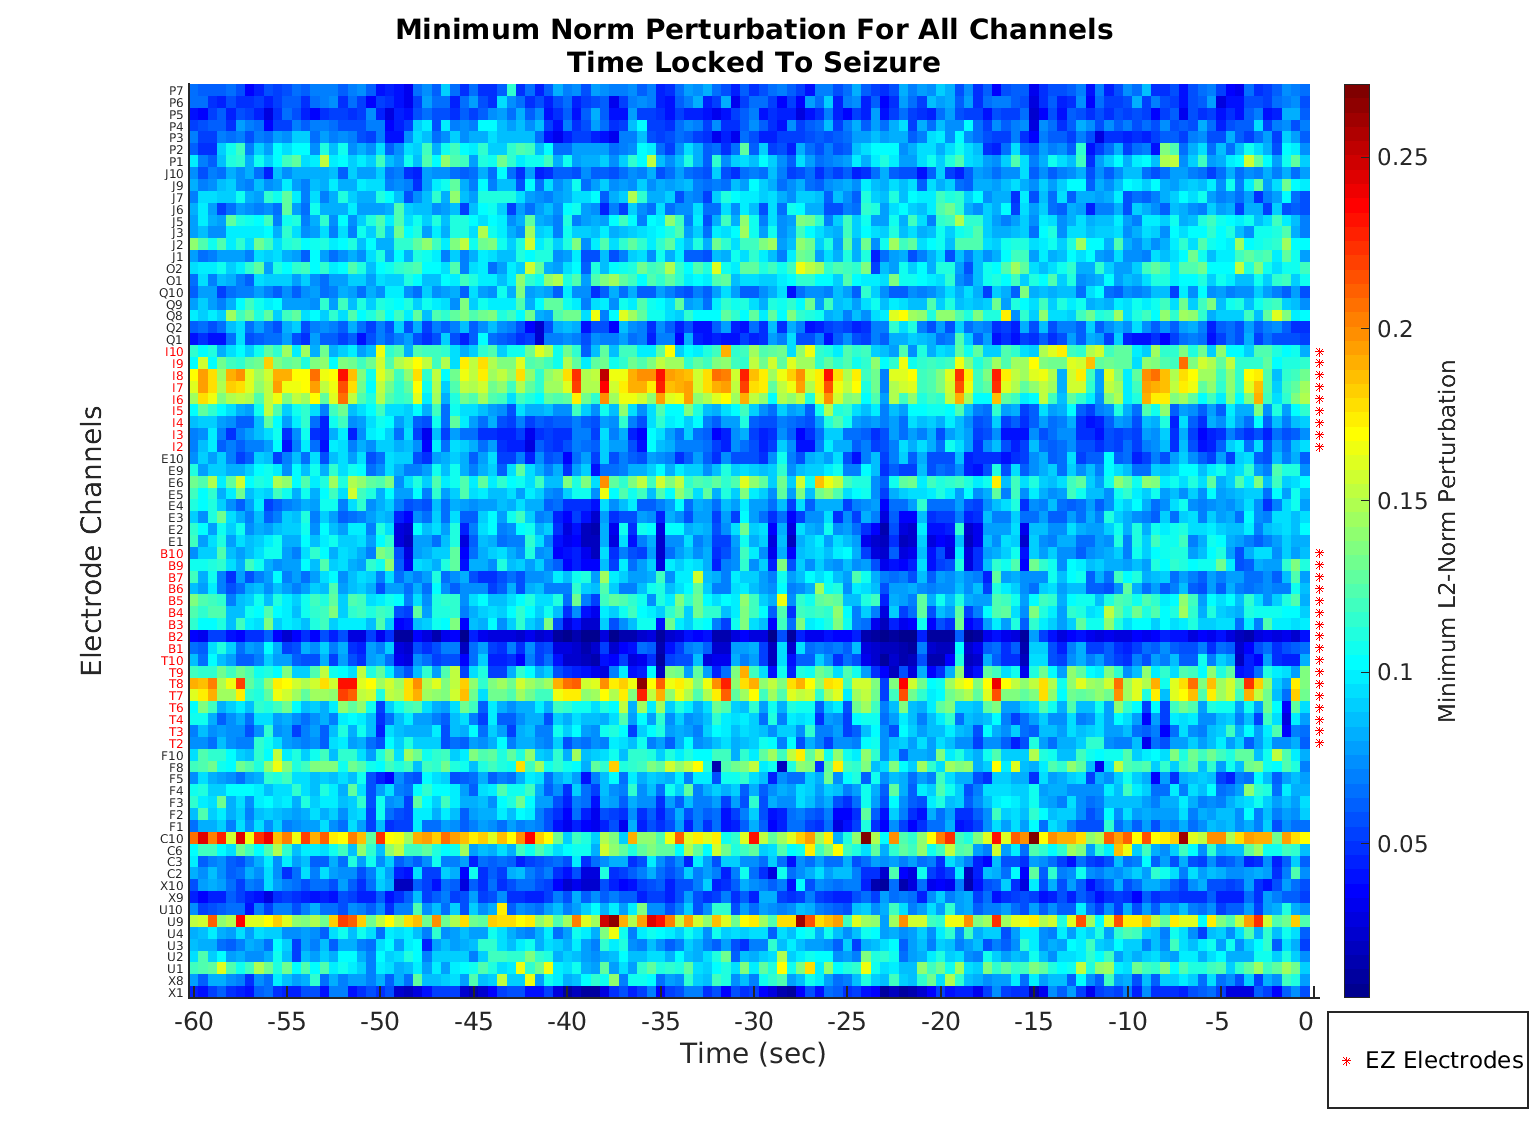 Minimum Norm Perturbation For All Channels
Time Locked To Seizure
Electrode Channels
P7
P6
P5
P4
P3
P2
P1
J10
J9
J7
J6
J5
J3
J2
J1
O2
O1
Q10
Q9
Q8
Q2
Q1
I10
I9
I8
I7
I6
I5
I4
I3
I2
E10
E9
E6
E5
E4
E3
E2
E1
B10
B9
B7
B6
B5
B4
B3
B2
B1
T10
T9
T8
T7
T6
T4
T3
T2
F10
F8
F5
F4
F3
F2
F1
C10
C6
C3
C2
X10
X9
U10
U9
U4
U3
U2
U1
X8
X1
-60 -55 -50 -45 -40 -35 -30 -25 -20 -15 -10 -5 0
Time (sec)
0.25
0.2
0.15
0.1
0.05
Minimum L2-Norm Perturbation
* EZ Electrodes